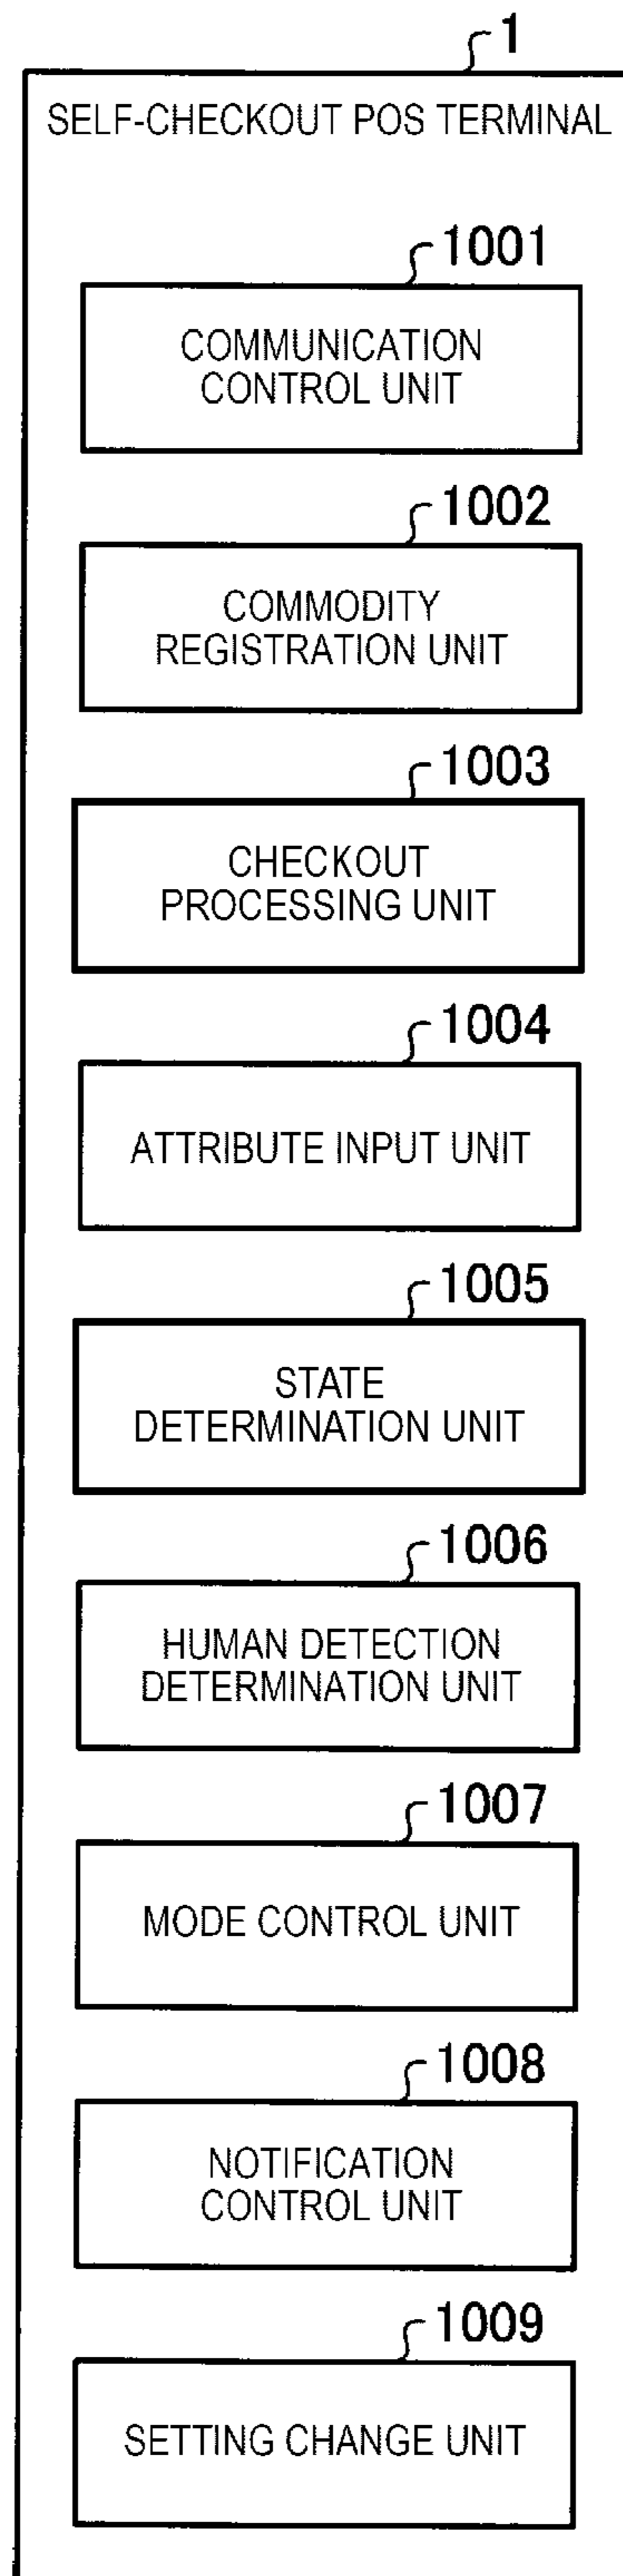 1
SELF-CHECKOUT POS TERMINAL
1001
COMMUNICATION
CONTROL UNIT
1002
COMMODITY
REGISTRATION UNIT
1003
CHECKOUT
PROCESSING UNIT
1004
ATTRIBUTE INPUT UNIT
1005
STATE
DETERMINATION UNIT
1006
HUMAN DETECTION
DETERMINATION UNIT
1007
MODE CONTROL UNIT
1008
NOTIFICATION
CONTROL UNIT
1009
SETTING CHANGE UNIT